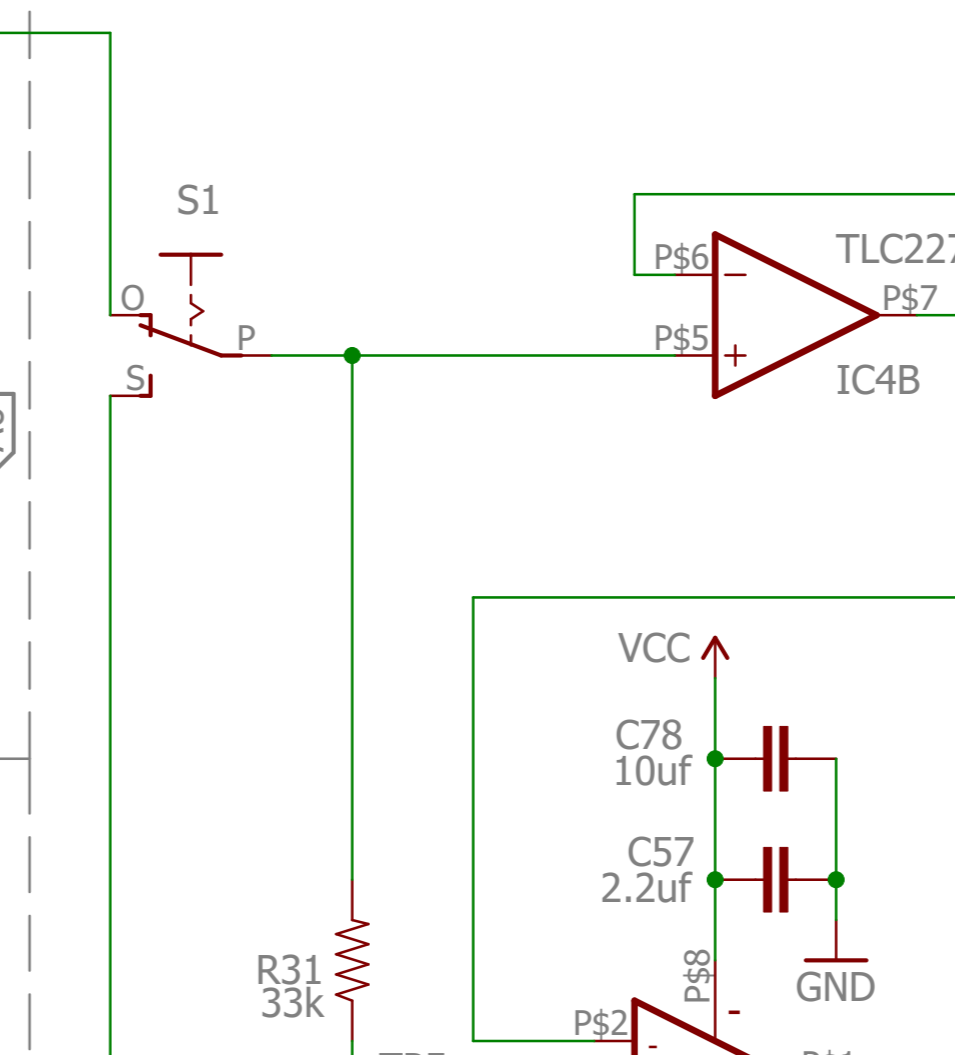 S1
O
P
S
P$6
TLC227
P$7
P$5
+
IC4B
VCC
C78
10uf
C57
2.2uf
P$8
R31
33k
GND
P$2
-
-